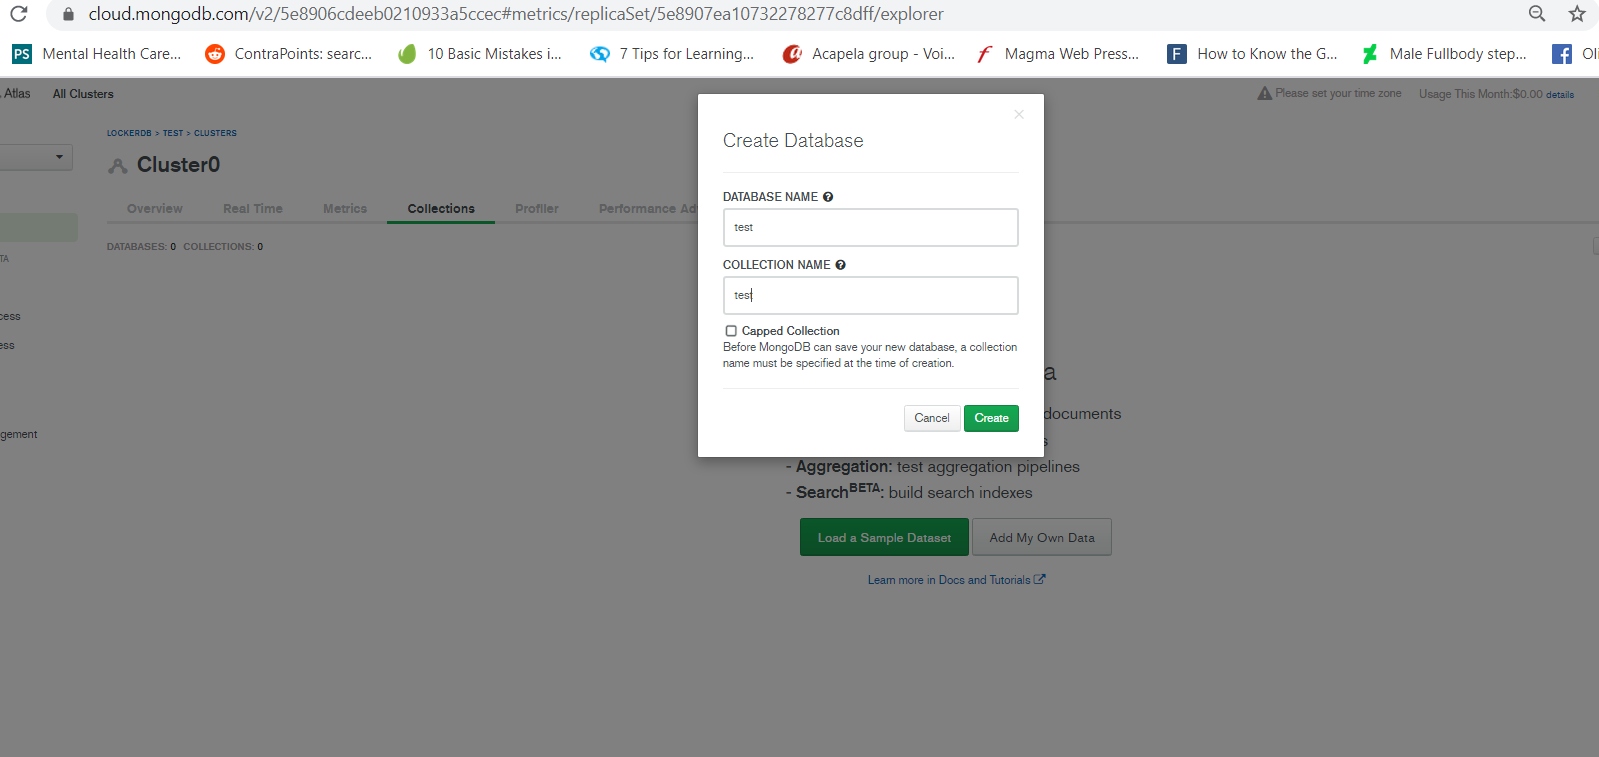 cloud.mongodb.com/v2/5e8906cdeeb0210933a5ccec#metrics/replicaSet/5e8907ea10732278277c8dff/explorer
PS Mental Health Care... ContraPoints: searc... 10 Basic Mistakes i... 7 Tips for Learning... Acapela group - Voi... Magma Web Press... F How to Know the G... Male Fullbody step... Oli
Atlas All Clusters Please set your time zone Usage This Month:$0.00 details
LOCKERDB > TEST > CLUSTERS
Cluster0
Overview Real Time Metrics Collections Profiler Performance Ad
DATABASES: 0 COLLECTIONS: 0
TA
cess
ess
gement
×
Create Database
DATABASE NAME ?
test
COLLECTION NAME ?
test
Capped Collection
Before MongoDB can save your new database, a collection
name must be specified at the time of creation.
Cancel Create
a
documents
s
- Aggregation: test aggregation pipelines
- SearchBETA: build search indexes
Load a Sample Dataset Add My Own Data
Learn more in Docs and Tutorials